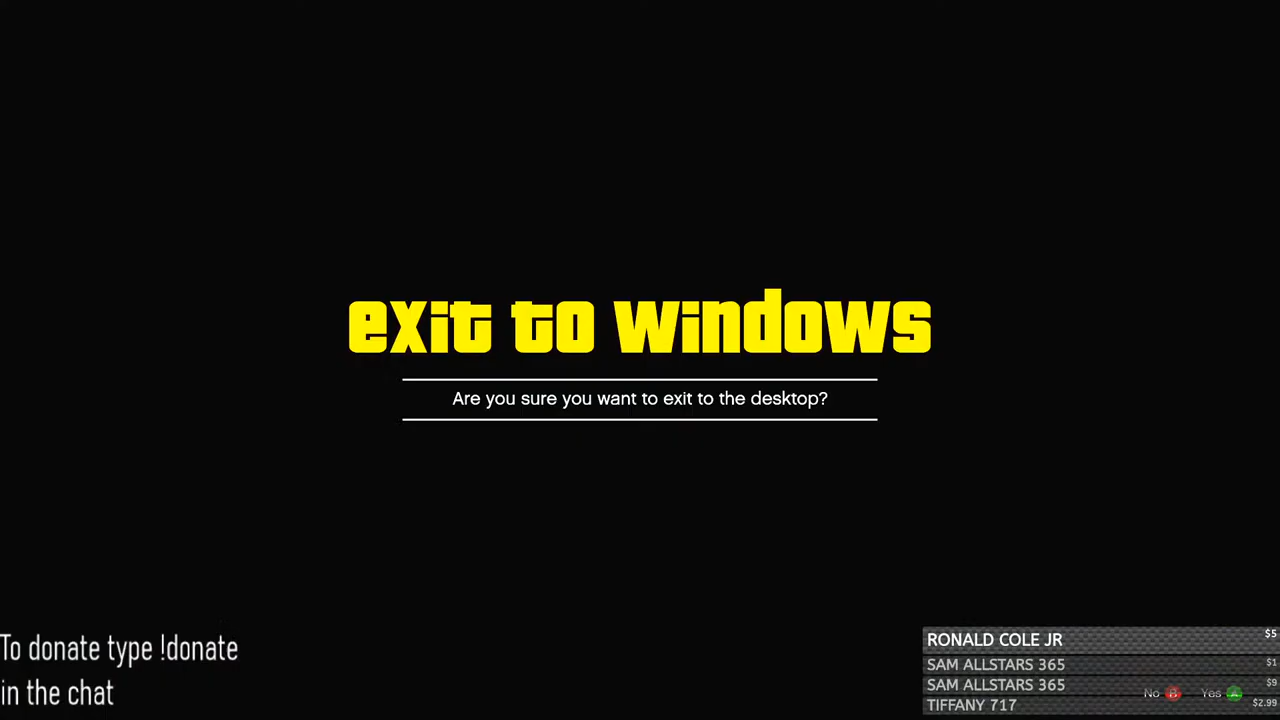 exit to windows
Are you sure you want to exit to the desktop?
To donate type !donate
in the chat
RONALD COLE JR $5
SAM ALLSTARS 365 $1
SAM ALLSTARS 365 $9
No B Yes A
TIFFANY 717 $2.99